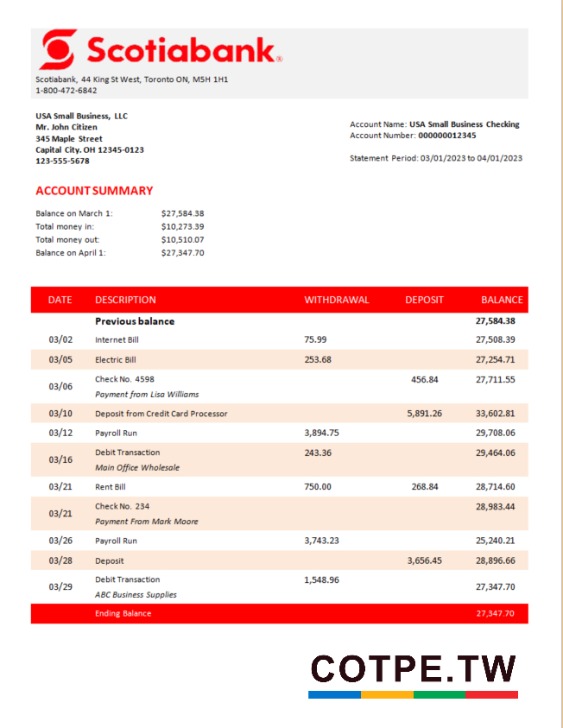 Scotiabank®
Scotiabank, 44 King St West, Toronto ON, M5H 1H1
1-800-472-6842
USA Small Business, LLC
Mr. John Citizen
345 Maple Street
Capital City. OH 12345-0123
123-555-5678
Account Name: USA Small Business Checking
Account Number: 000000012345
Statement Period: 03/01/2023 to 04/01/2023
ACCOUNT SUMMARY
Balance on March 1: $27,584.38
Total money in: $10,273.39
Total money out: $10,510.07
Balance on April 1: $27,347.70
DATE DESCRIPTION WITHDRAWAL DEPOSIT BALANCE
Previous balance 27,584.38
03/02 Internet Bill 75.99 27,508.39
03/05 Electric Bill 253.68 27,254.71
03/06 Check No. 4598 456.84 27,711.55
Payment from Lisa Williams
03/10 Deposit from Credit Card Processor 5,891.26 33,602.81
03/12 Payroll Run 3,894.75 29,708.06
03/16 Debit Transaction 243.36 29,464.06
Main Office Wholesale
03/21 Rent Bill 750.00 268.84 28,714.60
03/21 Check No. 234 28,983.44
Payment From Mark Moore
03/26 Payroll Run 3,743.23 25,240.21
03/28 Deposit 3,656.45 28,896.66
03/29 Debit Transaction 1,548.96 27,347.70
ABC Business Supplies
Ending Balance 27,347.70
COTPE.TW